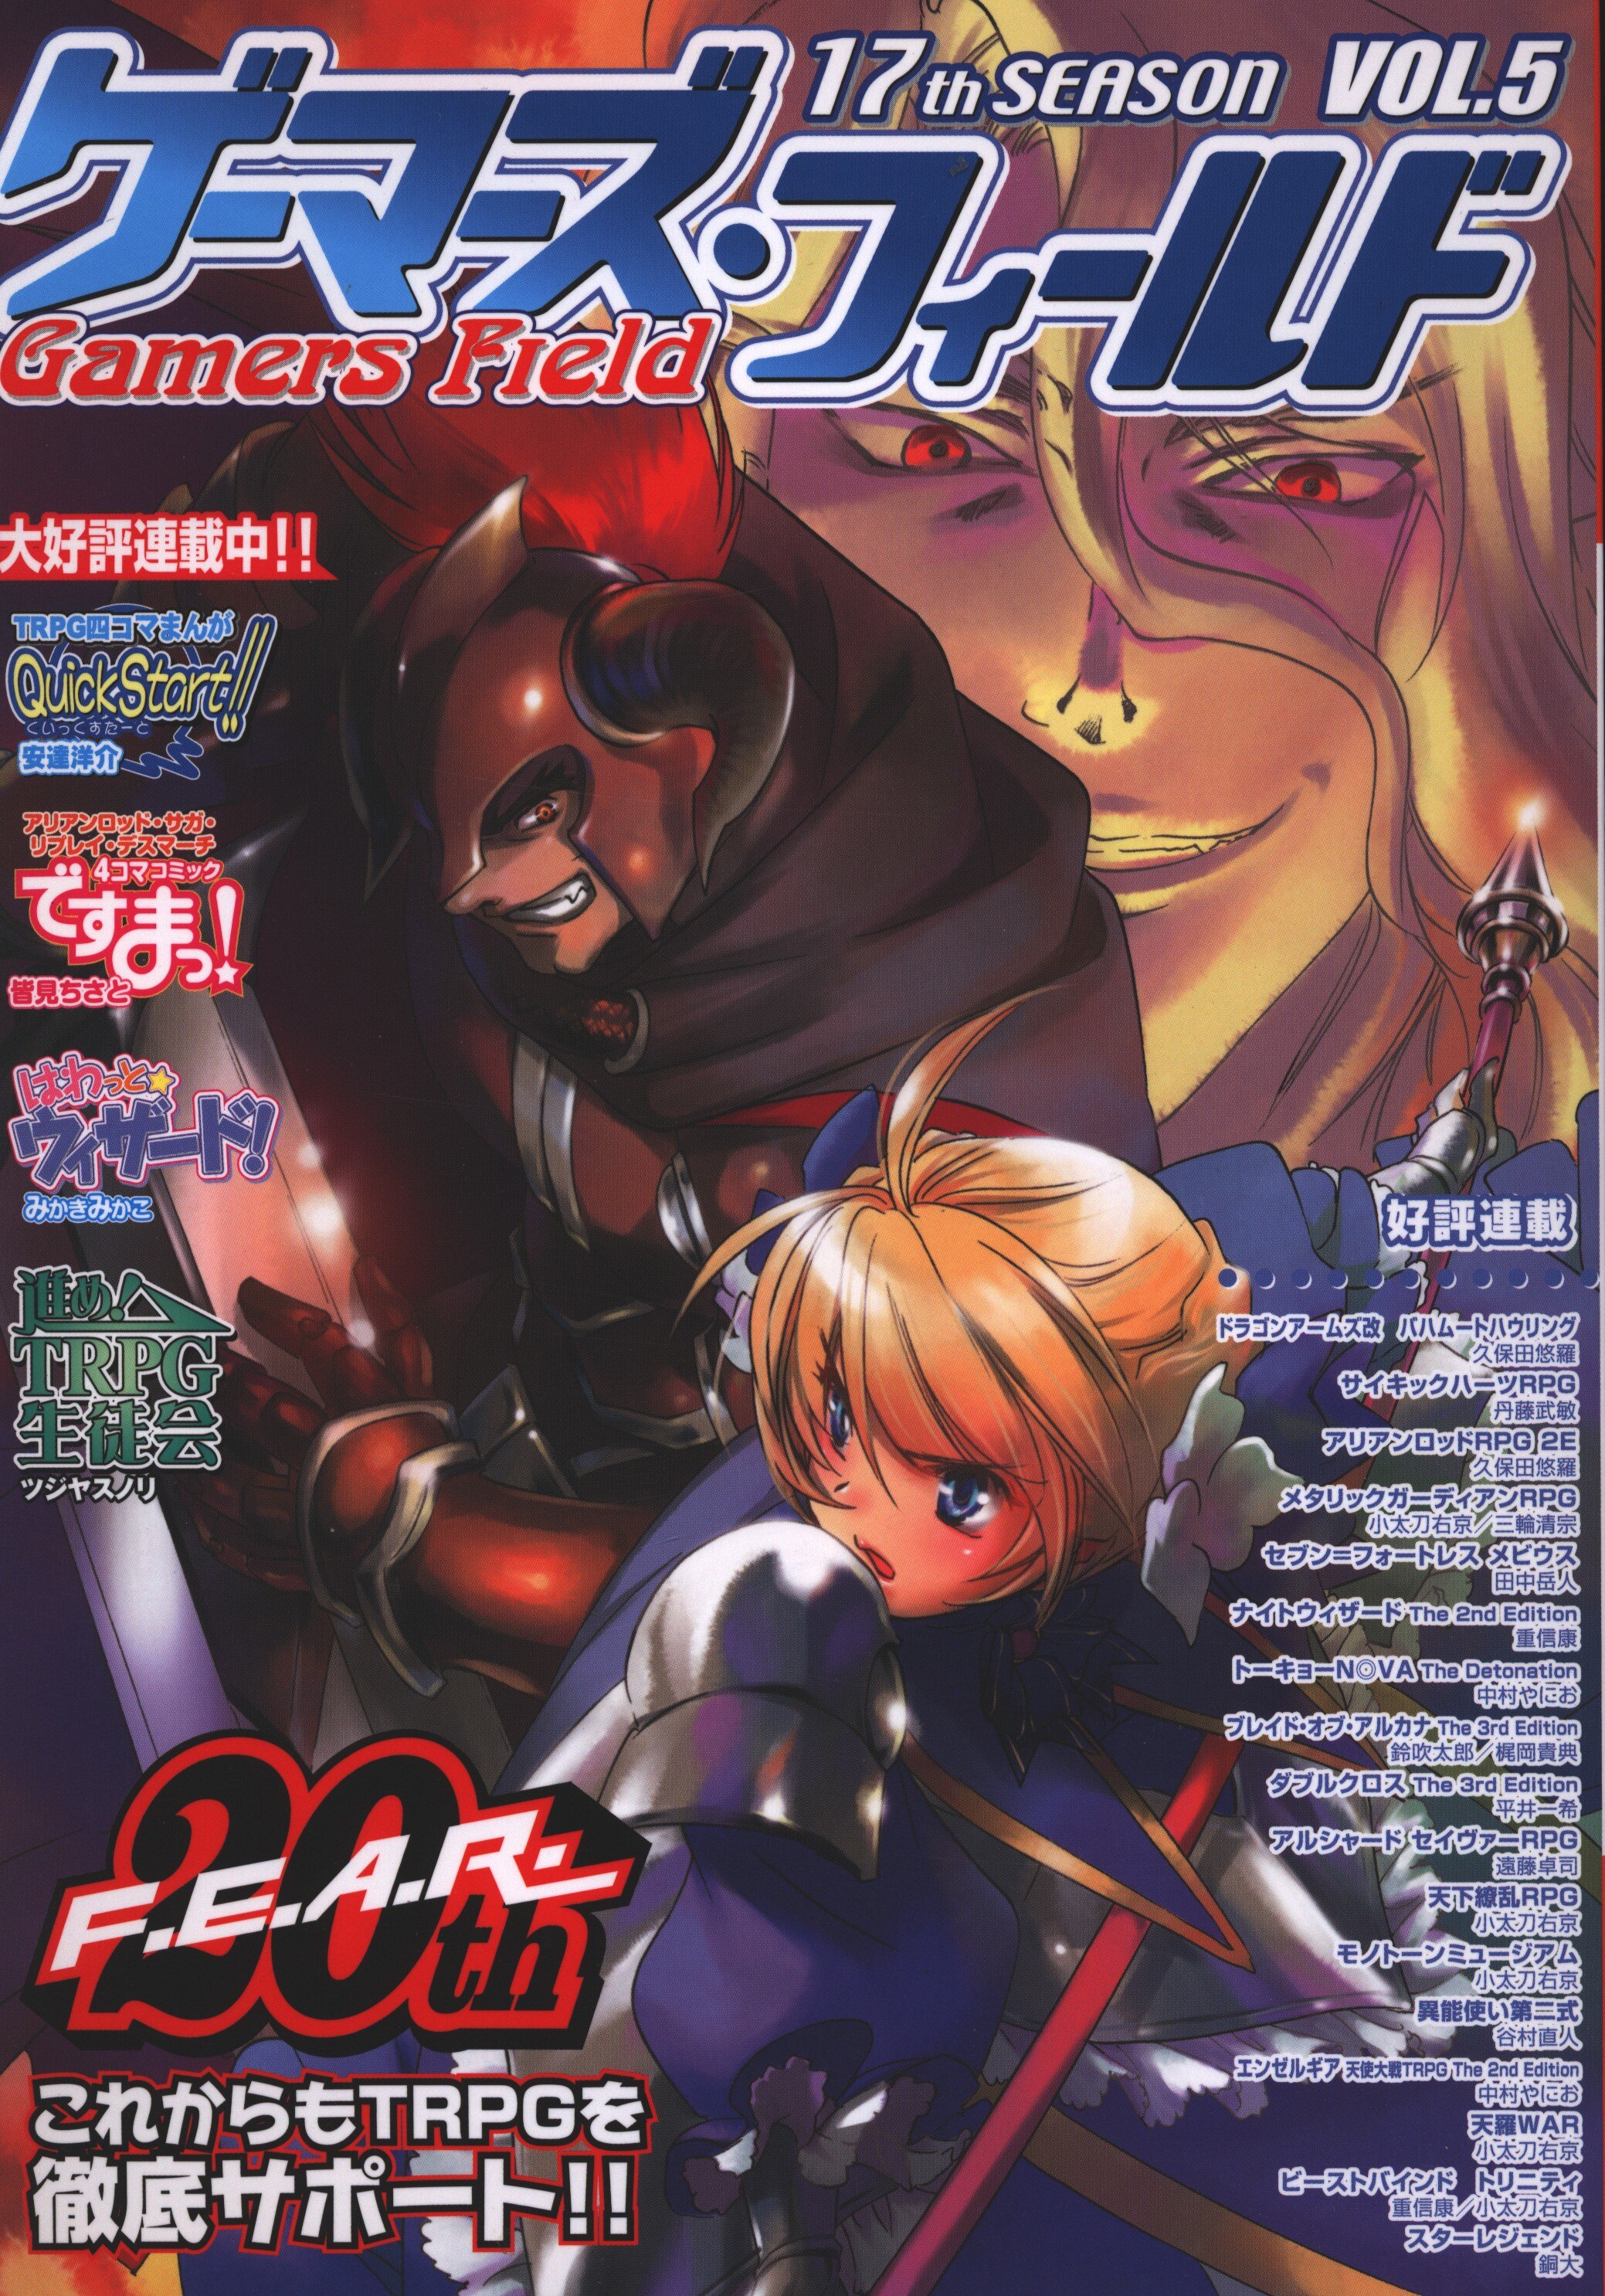 17th SEASON VOL.5
ゲーマーズ・フィールド
Gamers Field
大好評連載中!!
TRPG四コマまんが
QuickStart!!
くいっくすたーと
安達洋介
アリアンロッド・サガ・
リプレイ・デスマーチ
4コマコミック
ですまっ!
皆見ちさと
はわっと☆
ウィザード!
みかきみかこ
進め!
TRPG
生徒会
ツジヤスノリ
20th
F.E.A.R.
これからもTRPGを
徹底サポート!!
好評連載
ドラゴンアームズ改 バハムートハウリング
久保田悠羅
サイキックハーツRPG
丹藤武敏
アリアンロッドRPG 2E
久保田悠羅
メタリックガーディアンRPG
小太刀右京／三輪清宗
セブン=フォートレス メビウス
田中岳人
ナイトウィザード The 2nd Edition
重信康
トーキョーN◎VA The Detonation
中村やにお
ブレイド・オブ・アルカナ The 3rd Edition
鈴吹太郎／梶岡貴典
ダブルクロス The 3rd Edition
平井一希
アルシャード セイヴァーRPG
遠藤卓司
天下繚乱RPG
小太刀右京
モノトーンミュージアム
小太刀右京
異能使い第二式
谷村直人
エンゼルギア 天使大戦TRPG The 2nd Edition
中村やにお
天羅WAR
小太刀右京
ビーストバインド トリニティ
重信康／小太刀右京
スターレジェンド
銅大